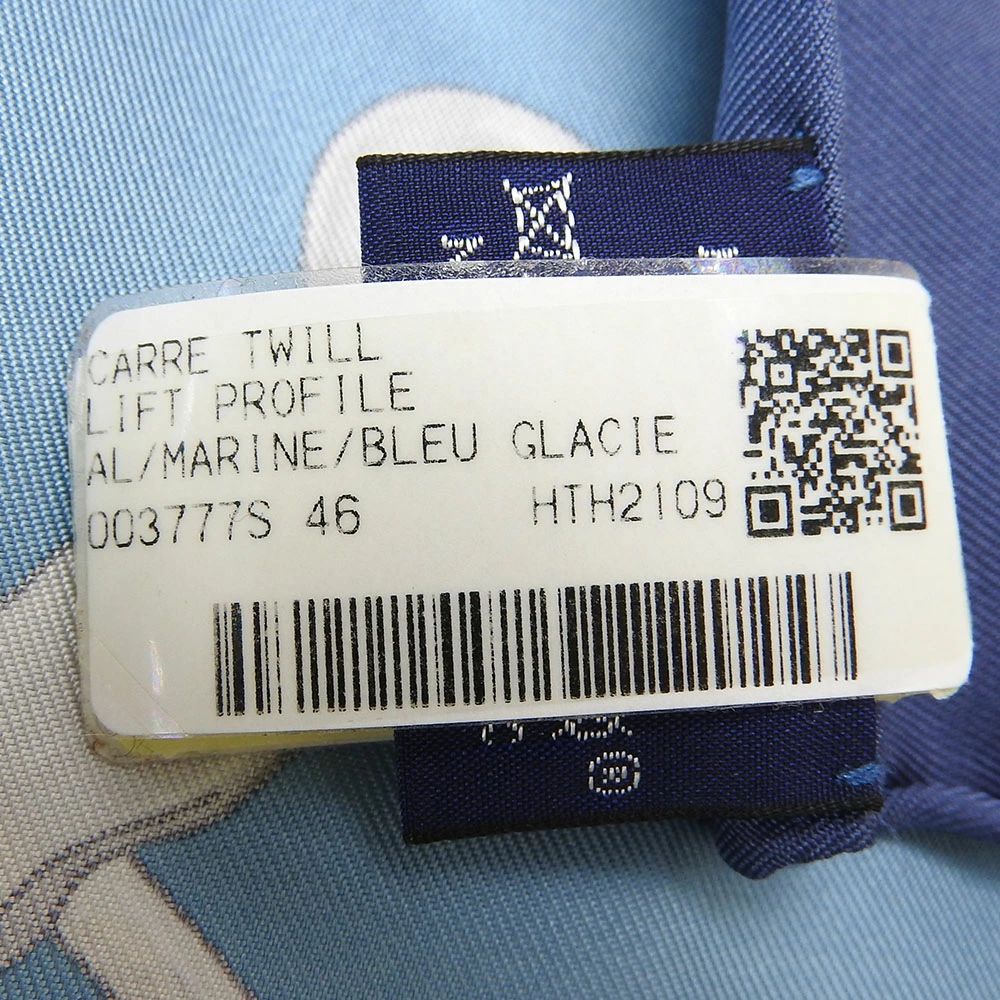 CARRE TWILL
LIFT PROFILE
AL/MARINE/BLEU GLACIE
003777S 46 HTH2109